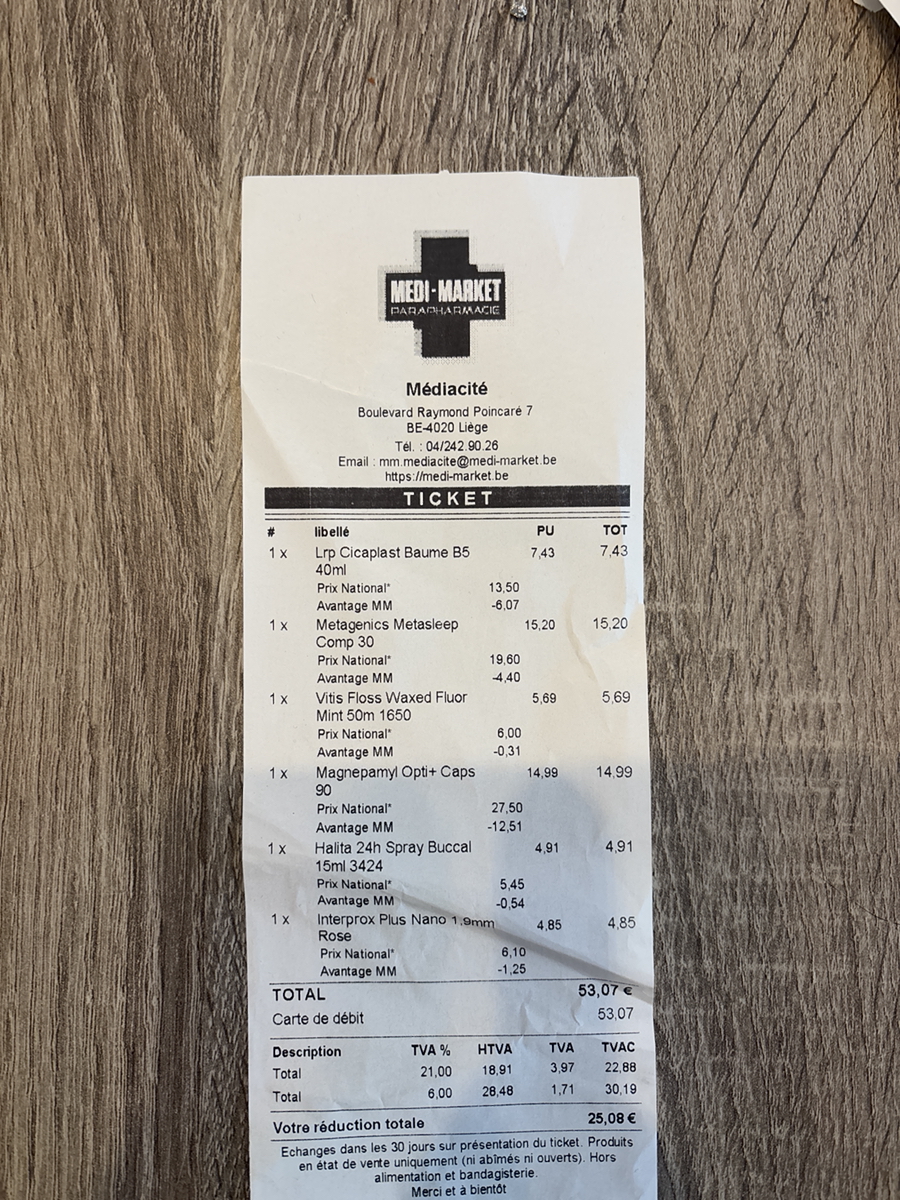 MEDI-MARKET
PARAPHARMACIE
Médiacité
Boulevard Raymond Poincaré 7
BE-4020 Liège
Tél. : 04/242.90.26
Email : mm.mediacite@medi-market.be
https://medi-market.be
TICKET
# libellé PU TOT
1 x Lrp Cicaplast Baume B5 7,43 7,43
40ml
Prix National* 13,50
Avantage MM -6,07
1 x Metagenics Metasleep 15,20 15,20
Comp 30
Prix National* 19,60
Avantage MM -4,40
1 x Vitis Floss Waxed Fluor 5,69 5,69
Mint 50m 1650
Prix National* 6,00
Avantage MM -0,31
1 x Magnepamyl Opti+ Caps 14,99 14,99
90
Prix National* 27,50
Avantage MM -12,51
1 x Halita 24h Spray Buccal 4,91 4,91
15ml 3424
Prix National* 5,45
Avantage MM -0,54
1 x Interprox Plus Nano 1,9mm 4,85 4,85
Rose
Prix National* 6,10
Avantage MM -1,25
TOTAL 53,07 €
Carte de débit 53,07
Description TVA % HTVA TVA TVAC
Total 21,00 18,91 3,97 22,88
Total 6,00 28,48 1,71 30,19
Votre réduction totale 25,08 €
Echanges dans les 30 jours sur présentation du ticket. Produits
en état de vente uniquement (ni abîmés ni ouverts). Hors
alimentation et bandagisterie.
Merci et à bientôt